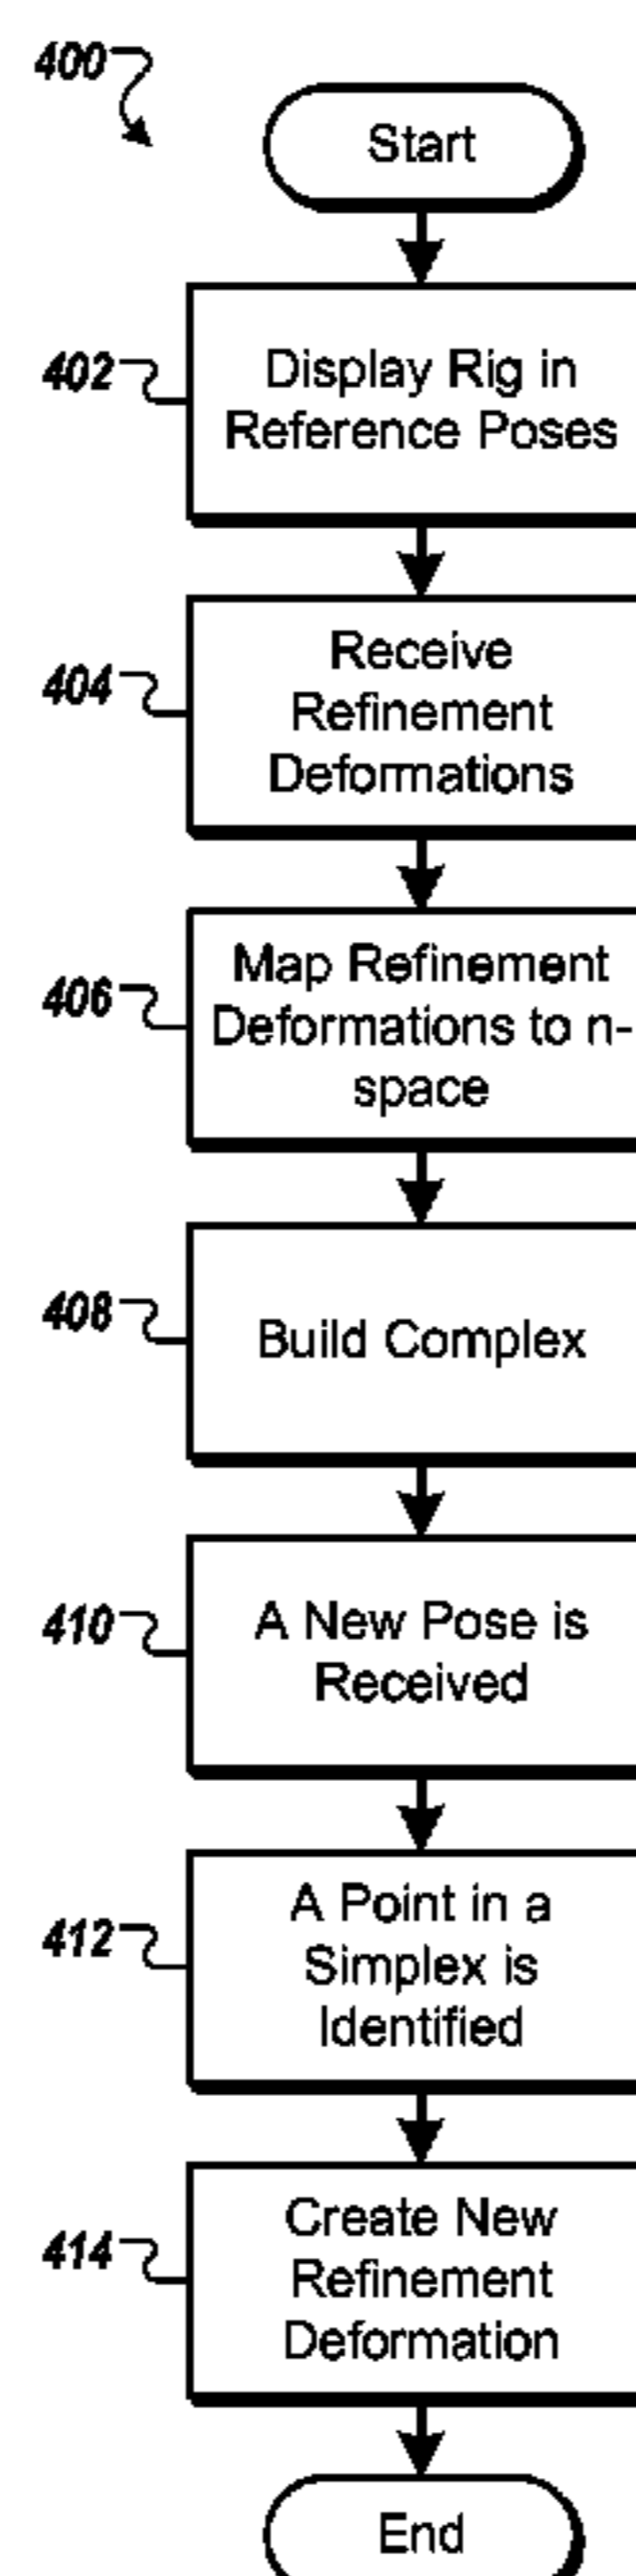 400
Start
402
Display Rig in
Reference Poses
404
Receive
Refinement
Deformations
406
Map Refinement
Deformations to n-
space
408
Build Complex
410
A New Pose is
Received
412
A Point in a
Simplex is
Identified
414
Create New
Refinement
Deformation
End